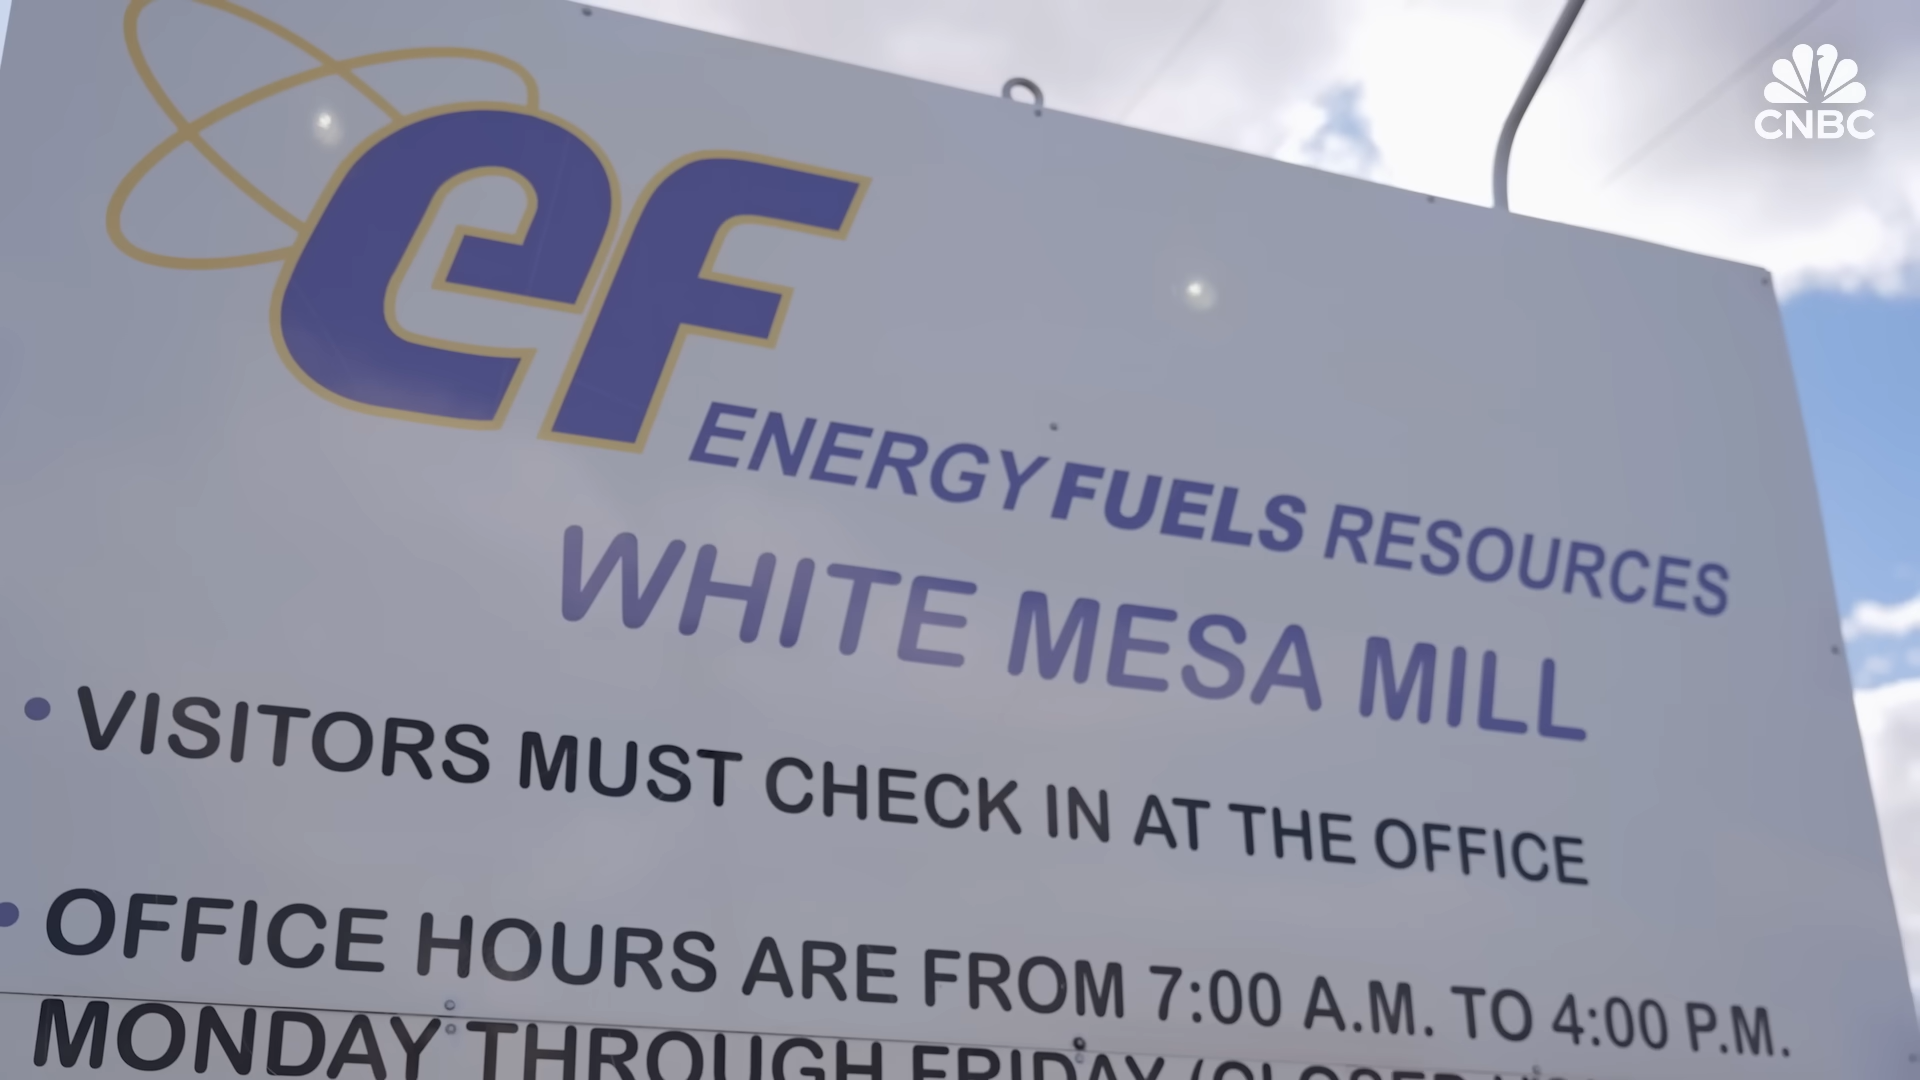 CNBC
ef
ENERGY FUELS RESOURCES
WHITE MESA MILL
• VISITORS MUST CHECK IN AT THE OFFICE
• OFFICE HOURS ARE FROM 7:00 A.M. TO 4:00 P.M.
MONDAY THROUGH FRIDAY (CLOSED